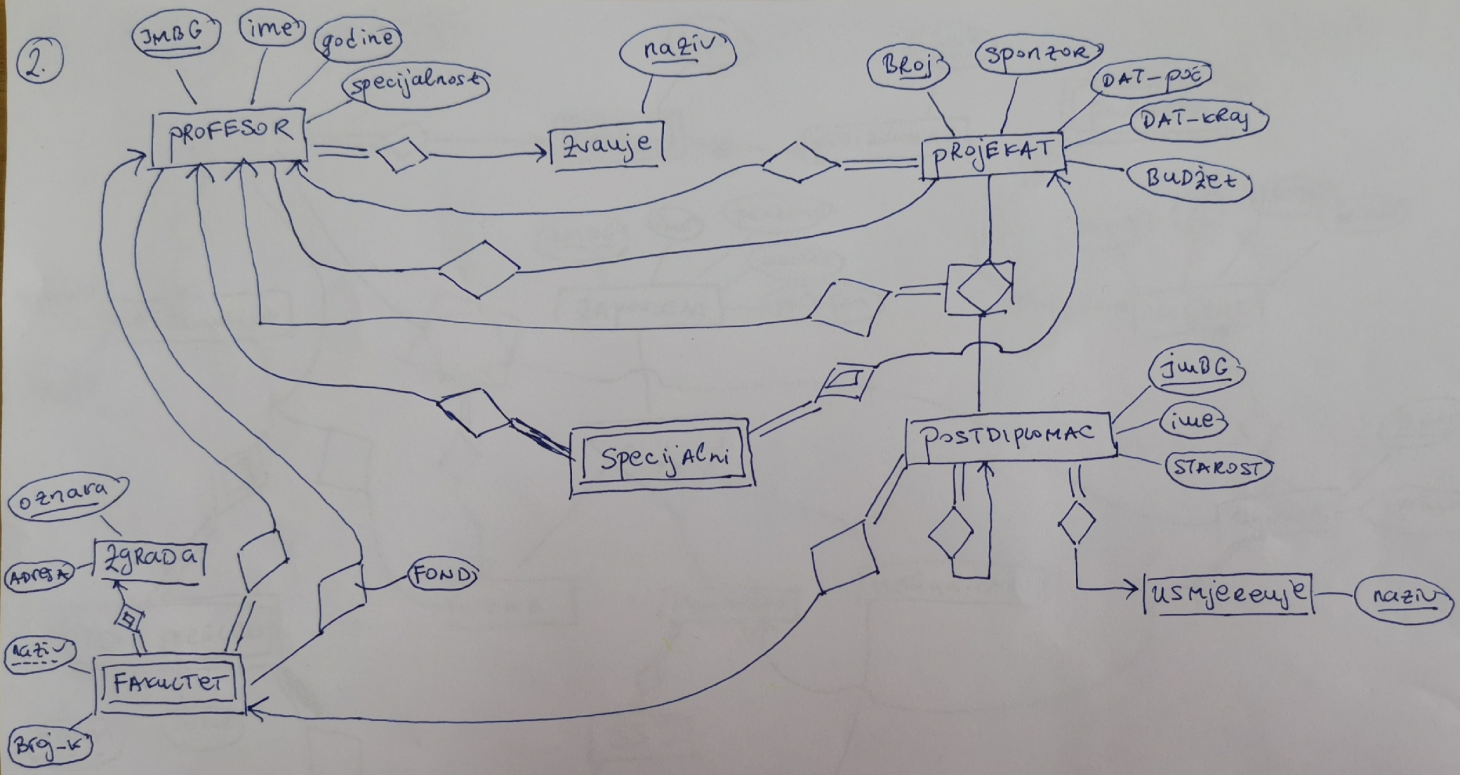 2.
JMBG
ime
godine
specijalnost
PROFESOR
naziv
Zvanje
BROJ
SPONZOR
DAT-POČ
DAT-KRAJ
BUDŽET
PROJEKAT
SpecijAlni
POSTDIPLOMAC
jmBG
ime
STAROST
oznaka
ZgRADA
ADRESA
FOND
naziv
FAKULTET
Broj-K
USMJERENJE
naziv